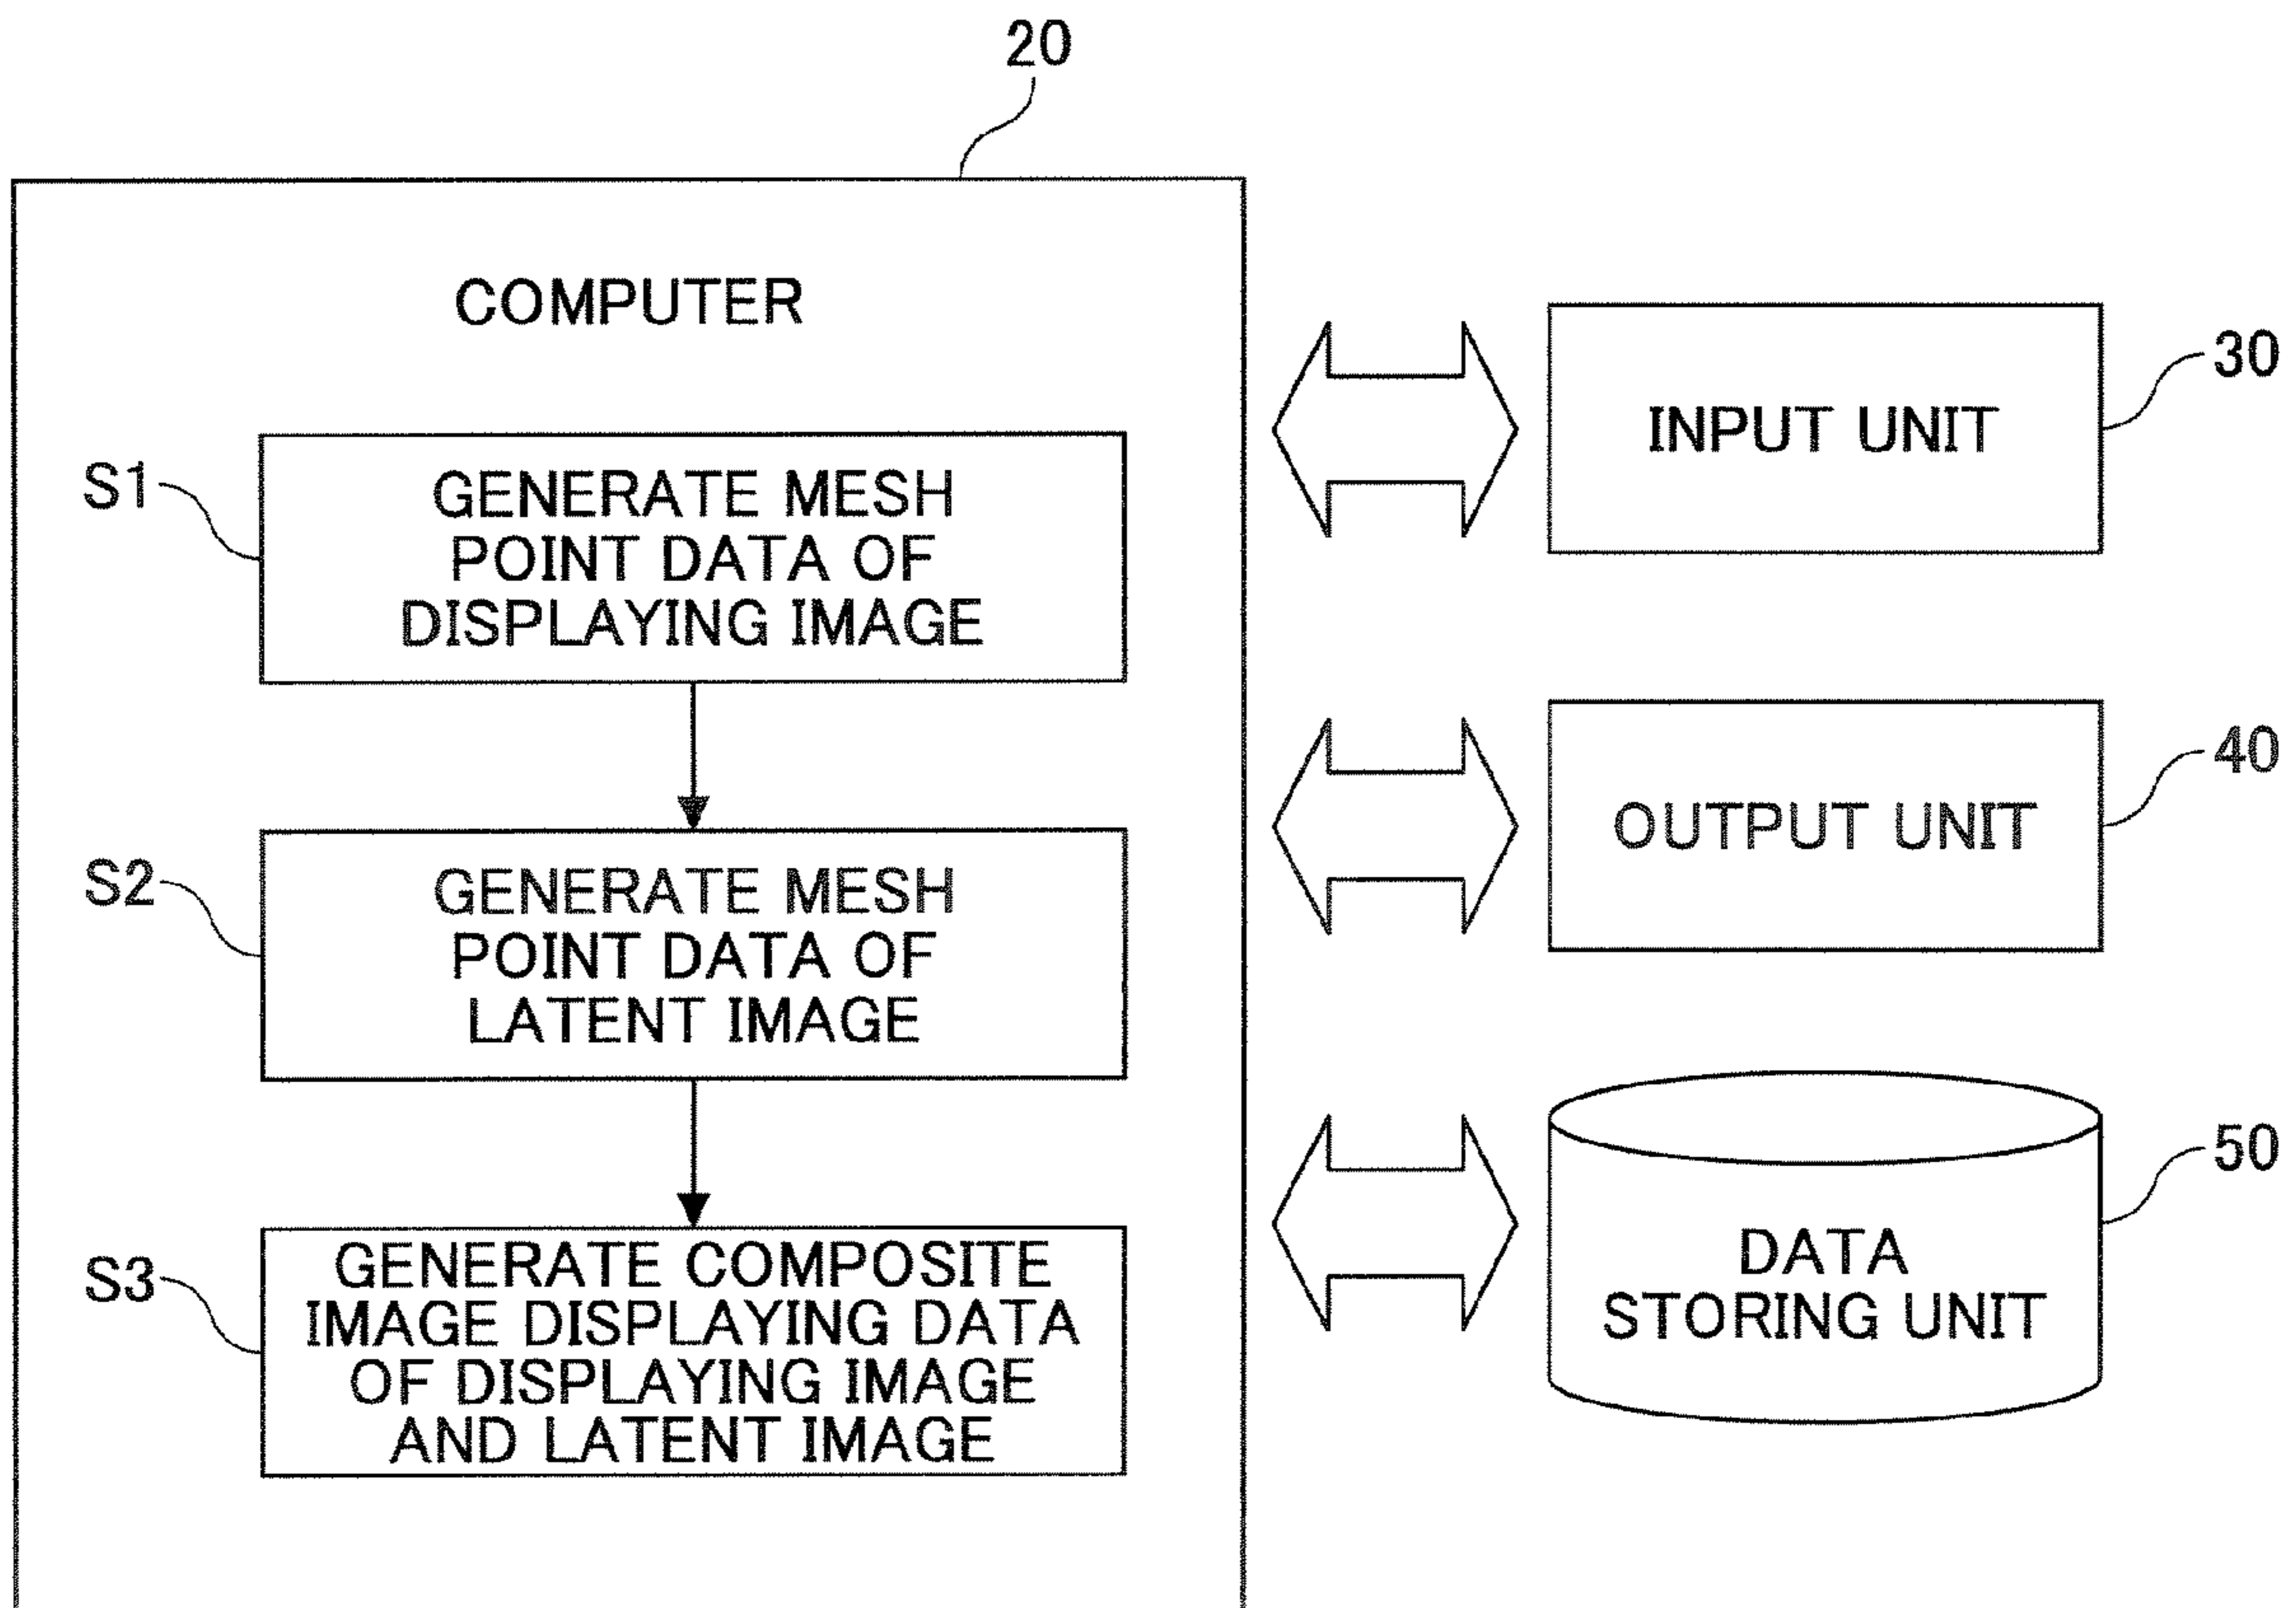 20
COMPUTER
S1
GENERATE MESH
POINT DATA OF
DISPLAYING IMAGE
S2
GENERATE MESH
POINT DATA OF
LATENT IMAGE
S3
GENERATE COMPOSITE
IMAGE DISPLAYING DATA
OF DISPLAYING IMAGE
AND LATENT IMAGE
INPUT UNIT
30
OUTPUT UNIT
40
DATA
STORING UNIT
50